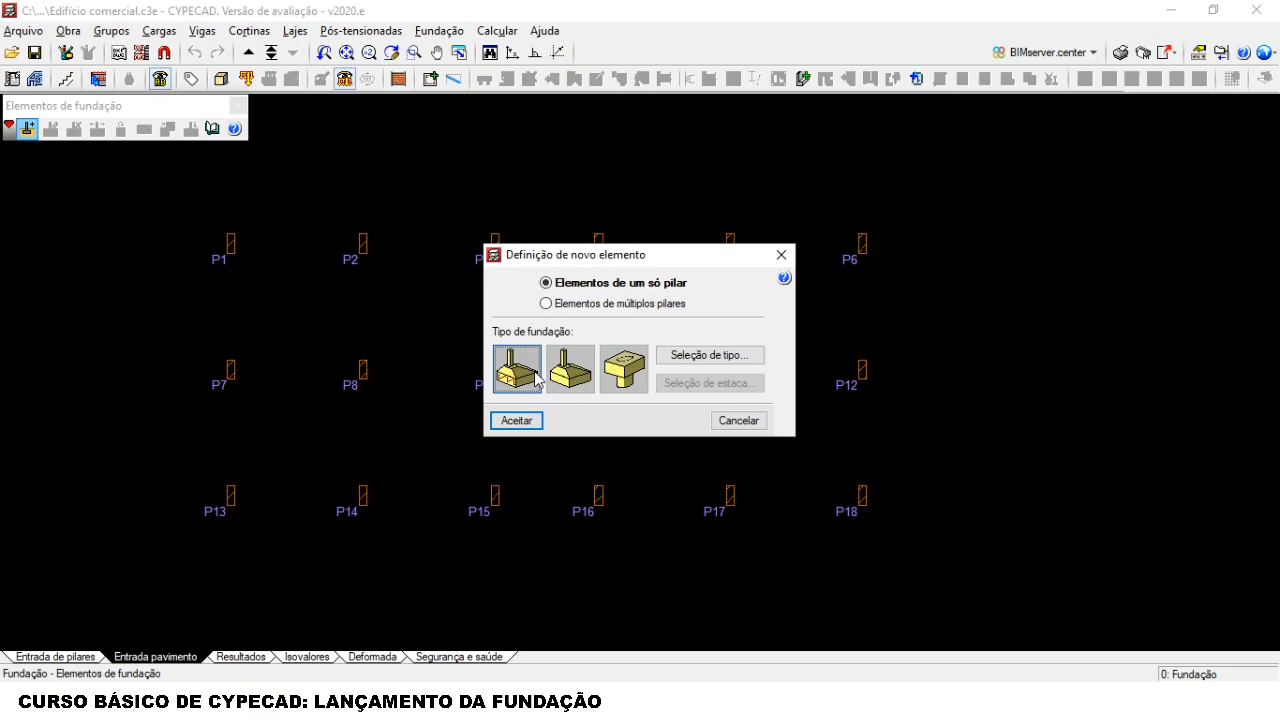 C:\...\Edifício comercial.c3e - CYPECAD. Versão de avaliação - v2020.e
Arquivo Obra Grupos Cargas Vigas Cortinas Lajes Pós-tensionadas Fundação Calcular Ajuda
BIMserver.center
Elementos de fundação
P1 P2 P P6
Definição de novo elemento
Elementos de um só pilar
Elementos de múltiplos pilares
Tipo de fundação:
Seleção de tipo...
Seleção de estaca...
Aceitar Cancelar
P7 P8 P P12
P13 P14 P15 P16 P17 P18
Entrada de pilares Entrada pavimento Resultados Isovalores Deformada Segurança e saúde
Fundação - Elementos de fundação 0: Fundação
CURSO BÁSICO DE CYPECAD: LANÇAMENTO DA FUNDAÇÃO